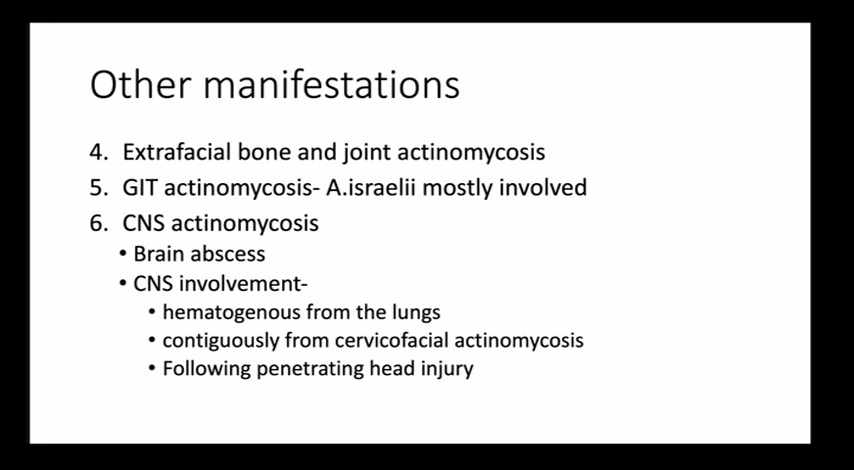 Other manifestations
4. Extrafacial bone and joint actinomycosis
5. GIT actinomycosis- A.israelii mostly involved
6. CNS actinomycosis
• Brain abscess
• CNS involvement-
• hematogenous from the lungs
• contiguously from cervicofacial actinomycosis
• Following penetrating head injury